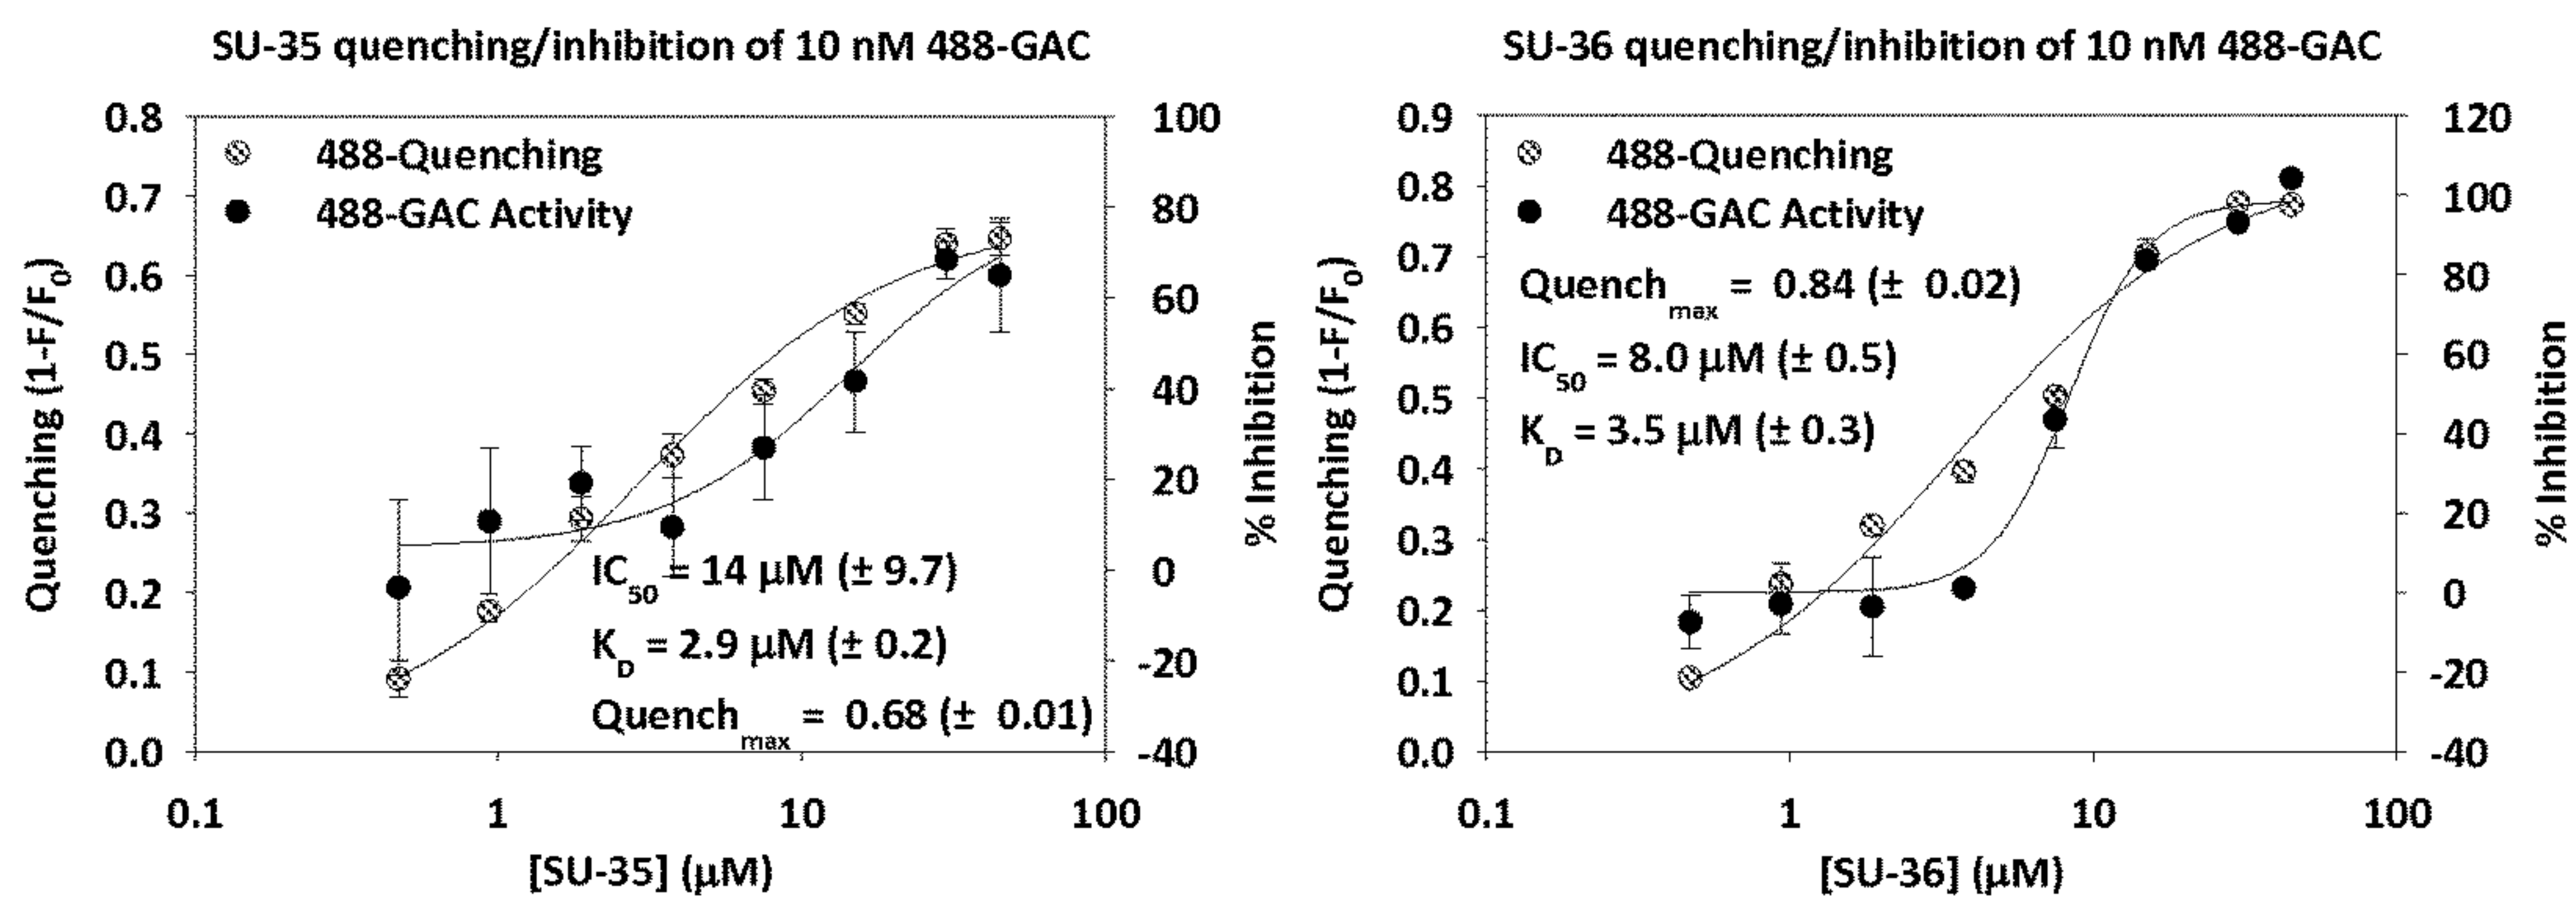 SU-35 quenching/inhibition of 10 nM 488-GAC
0.8
0.7
0.6
0.5
0.4
0.3
0.2
0.1
0.0
Quenching (1-F/F0)
488-Quenching
488-GAC Activity
IC50 = 14 µM (± 9.7)
KD = 2.9 µM (± 0.2)
Quenchmax = 0.68 (± 0.01)
100
80
60
40
20
0
-20
-40
% Inhibition
0.1 1 10 100
[SU-35] (µM)
SU-36 quenching/inhibition of 10 nM 488-GAC
0.9
0.8
0.7
0.6
0.5
0.4
0.3
0.2
0.1
0.0
Quenching (1-F/F0)
488-Quenching
488-GAC Activity
Quenchmax = 0.84 (± 0.02)
IC50 = 8.0 µM (± 0.5)
KD = 3.5 µM (± 0.3)
120
100
80
60
40
20
0
-20
-40
% Inhibition
0.1 1 10 100
[SU-36] (µM)